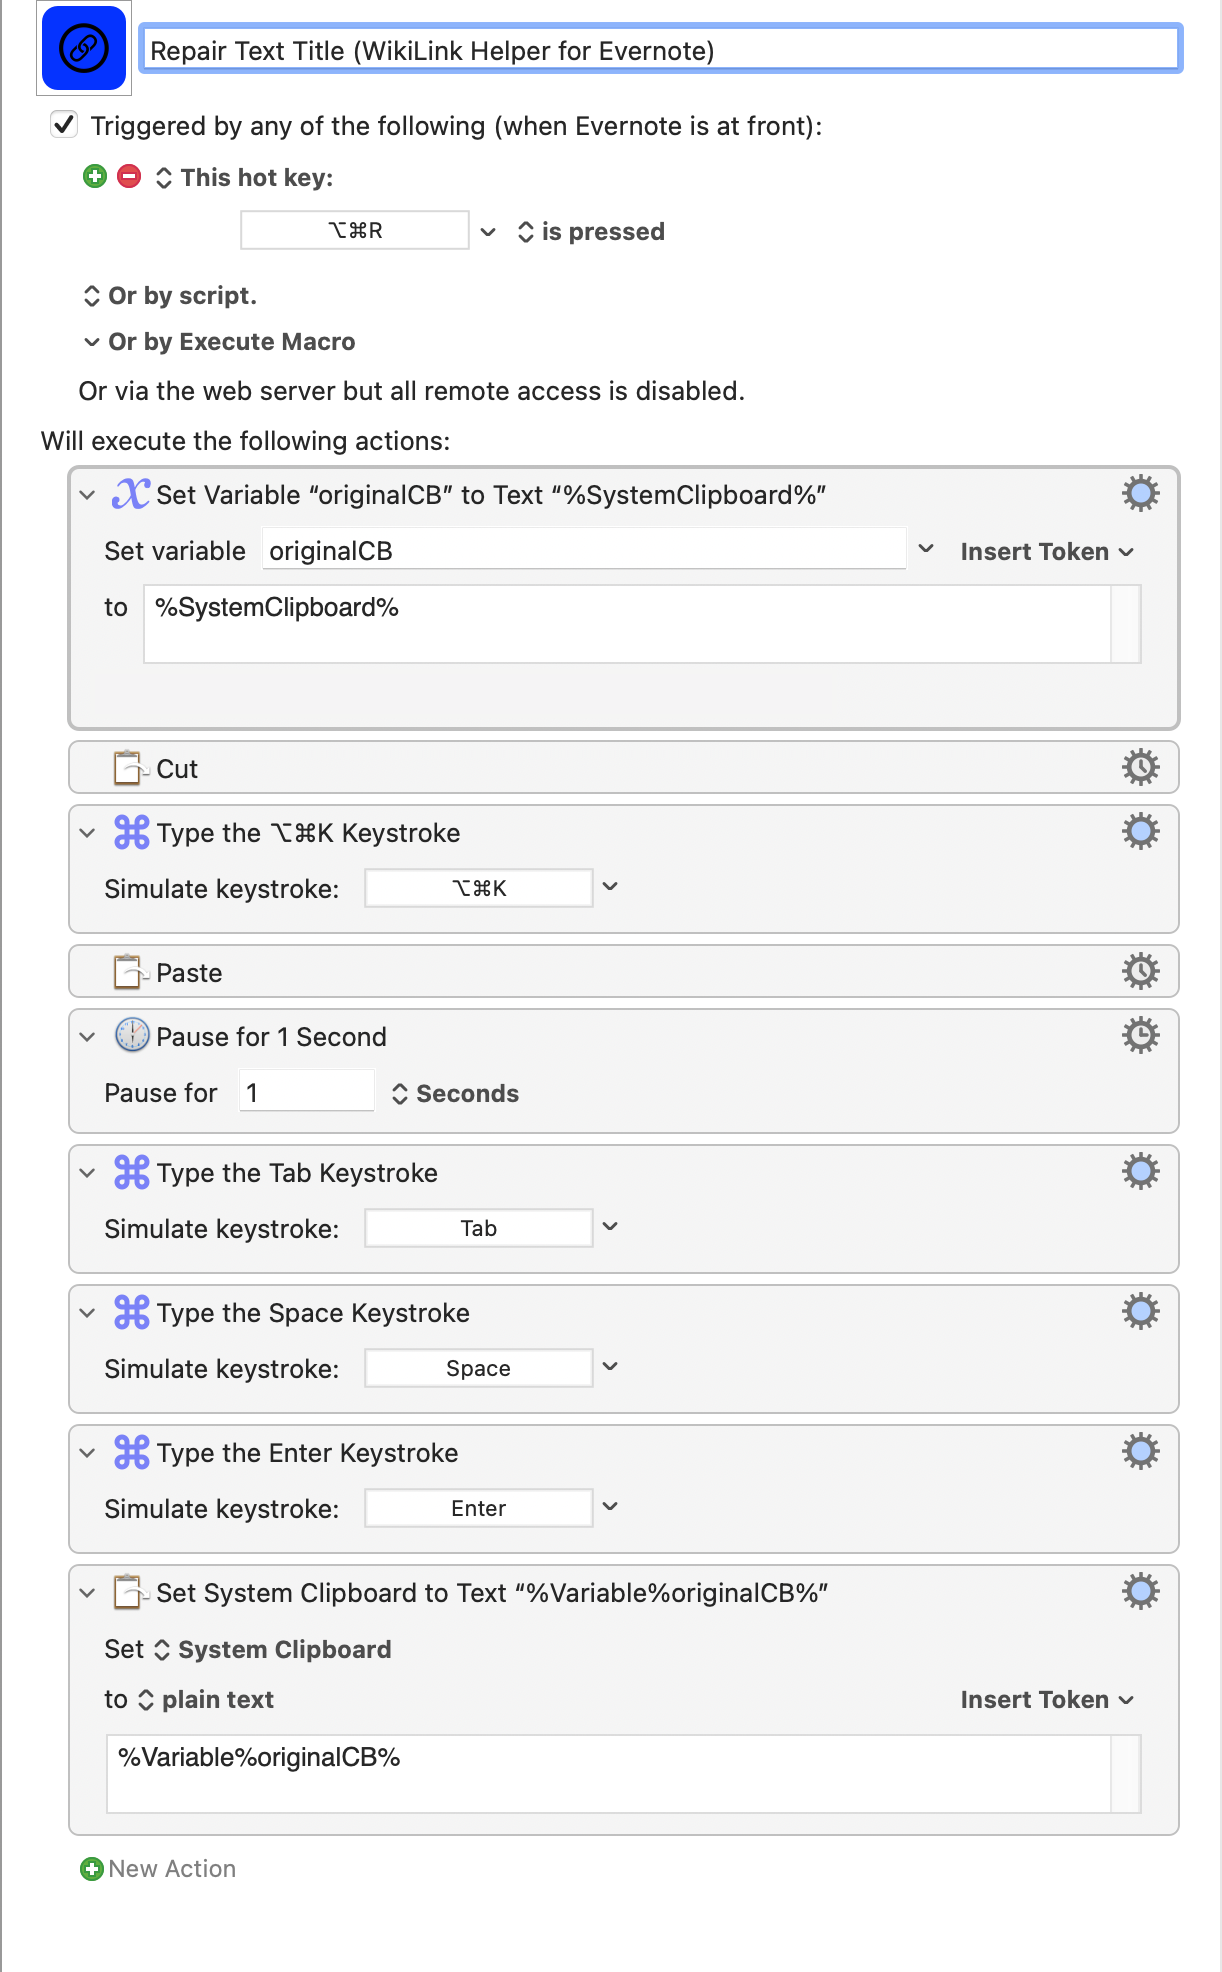 Repair Text Title (WikiLink Helper for Evernote)
Triggered by any of the following (when Evernote is at front):
This hot key:
⌥⌘R is pressed
Or by script.
Or by Execute Macro
Or via the web server but all remote access is disabled.
Will execute the following actions:
Set Variable “originalCB” to Text “%SystemClipboard%”
Set variable originalCB Insert Token
to %SystemClipboard%
Cut
Type the ⌥⌘K Keystroke
Simulate keystroke: ⌥⌘K
Paste
Pause for 1 Second
Pause for 1 Seconds
Type the Tab Keystroke
Simulate keystroke: Tab
Type the Space Keystroke
Simulate keystroke: Space
Type the Enter Keystroke
Simulate keystroke: Enter
Set System Clipboard to Text “%Variable%originalCB%”
Set System Clipboard
to plain text Insert Token
%Variable%originalCB%
New Action